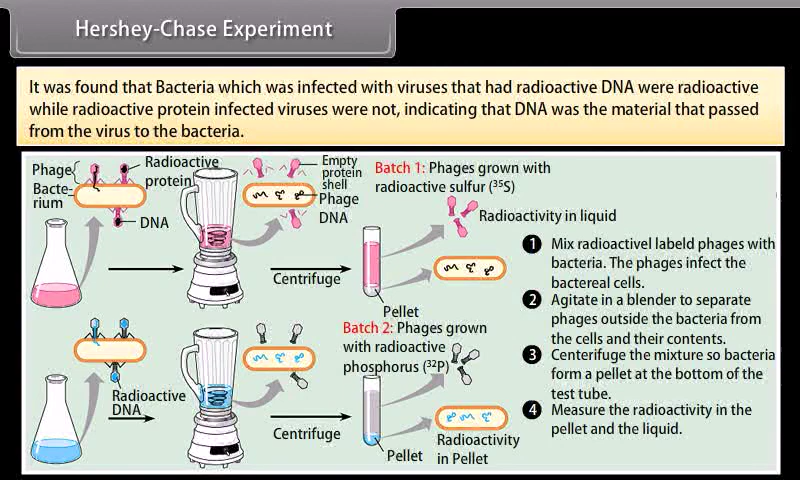 Hershey-Chase Experiment
It was found that Bacteria which was infected with viruses that had radioactive DNA were radioactive
while radioactive protein infected viruses were not, indicating that DNA was the material that passed
from the virus to the bacteria.
Phage
Bacte-
rium
Radioactive
protein
DNA
Empty
protein
shell
Phage
DNA
Centrifuge
Batch 1: Phages grown with
radioactive sulfur (³⁵S)
Radioactivity in liquid
Pellet
Radioactive
DNA
Centrifuge
Batch 2: Phages grown
with radioactive
phosphorus (³²P)
Pellet
Radioactivity
in Pellet
1 Mix radioactivel labeld phages with
bacteria. The phages infect the
bactereal cells.
2 Agitate in a blender to separate
phages outside the bacteria from
the cells and their contents.
3 Centerifuge the mixture so bacteria
form a pellet at the bottom of the
test tube.
4 Measure the radioactivity in the
pellet and the liquid.